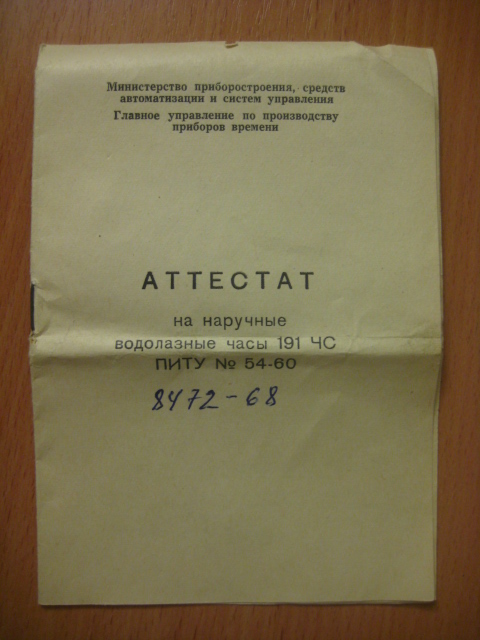 Министерство приборостроения, средств
автоматизации и систем управления
Главное управление по производству
приборов времени
АТТЕСТАТ
на наручные
водолазные часы 191 ЧС
ПИТУ № 54-60
8472-68